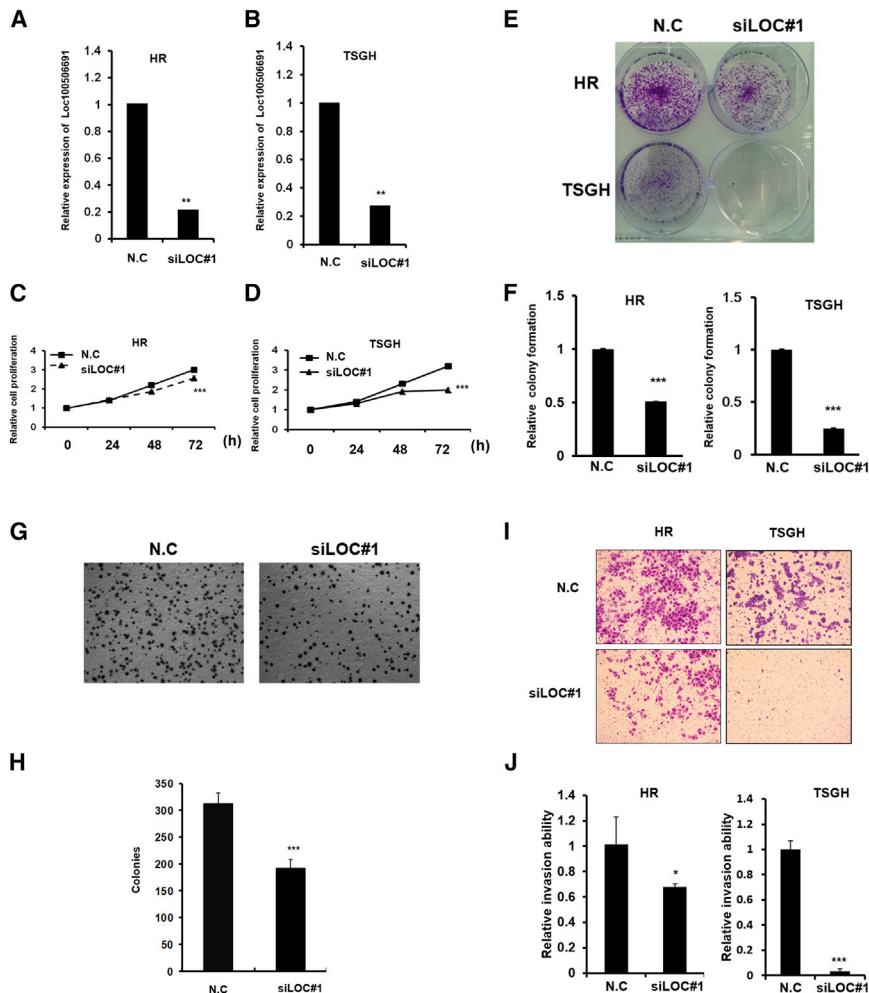 A
Relative expression of Loc100506691
HR
1.4
1.2
1
0.8
0.6
0.4
0.2
0
**
N.C
siLOC#1
B
Relative expression of Loc100506691
TSGH
1.4
1.2
1
0.8
0.6
0.4
0.2
0
**
N.C
siLOC#1
E
N.C
siLOC#1
HR
TSGH
C
Relative cell proliferation
HR
4
3
2
1
0
N.C
siLOC#1
***
0
24
48
72
(h)
D
Relative cell proliferation
TSGH
4
3
2
1
0
N.C
siLOC#1
***
0
24
48
72
(h)
F
Relative colony formation
HR
1.5
1
0.5
0
***
N.C
siLOC#1
Relative colony formation
TSGH
1.5
1
0.5
0
***
N.C
siLOC#1
G
N.C
siLOC#1
I
HR
TSGH
N.C
siLOC#1
H
Colonies
350
300
250
200
150
100
50
0
***
N.C
siLOC#1
J
Relative invasion ability
HR
1.4
1.2
1
0.8
0.6
0.4
0.2
0
*
N.C
siLOC#1
Relative invasion ability
TSGH
1.4
1.2
1
0.8
0.6
0.4
0.2
0
***
N.C
siLOC#1